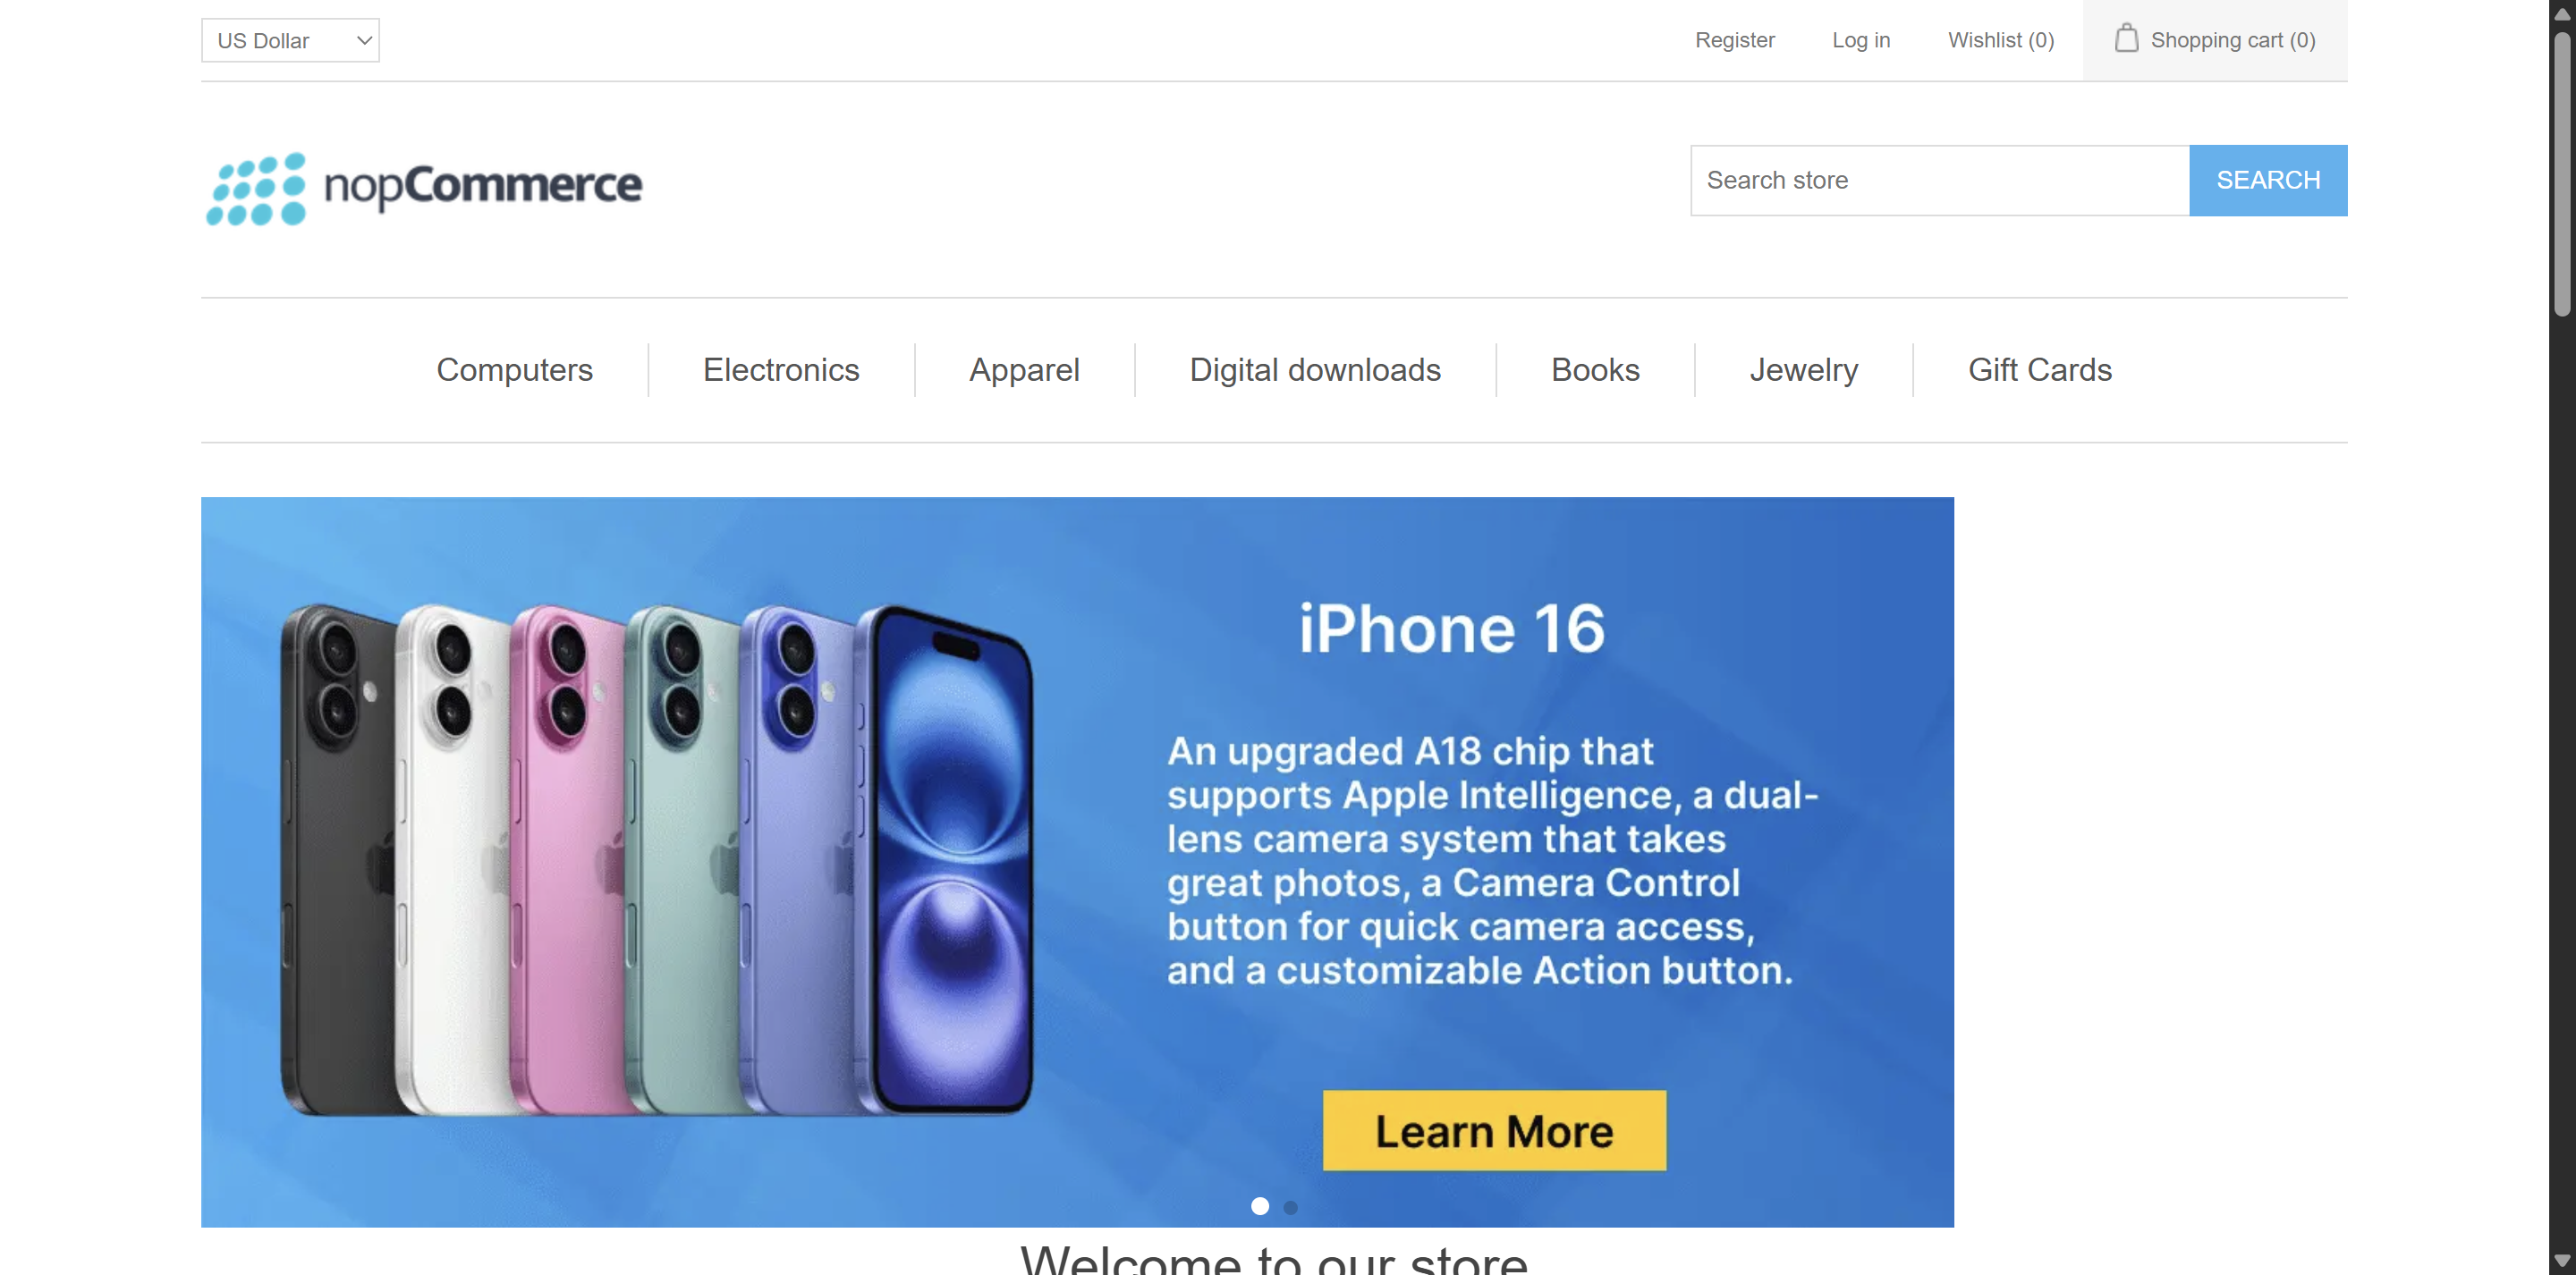 US Dollar
Register
Log in
Wishlist (0)
Shopping cart (0)
nopCommerce
Search store
SEARCH
Computers
Electronics
Apparel
Digital downloads
Books
Jewelry
Gift Cards
iPhone 16
An upgraded A18 chip that
supports Apple Intelligence, a dual-
lens camera system that takes
great photos, a Camera Control
button for quick camera access,
and a customizable Action button.
Learn More
Welcome to our store